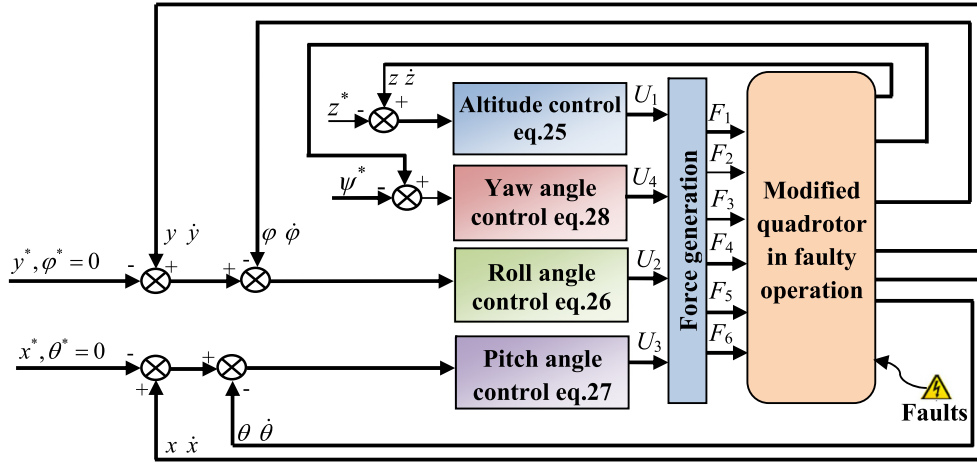 z ż
z*
-
+
Altitude control
eq.25
U₁
ψ*
-
+
Yaw angle
control eq.28
U₄
y ẏ
φ φ̇
y*, φ* = 0
-
+
+
-
Roll angle
control eq.26
U₂
x*, θ* = 0
-
+
+
-
Pitch angle
control eq.27
U₃
x ẋ
θ θ̇
Force generation
F₁
F₂
F₃
F₄
F₅
F₆
Modified
quadrotor
in faulty
operation
Faults